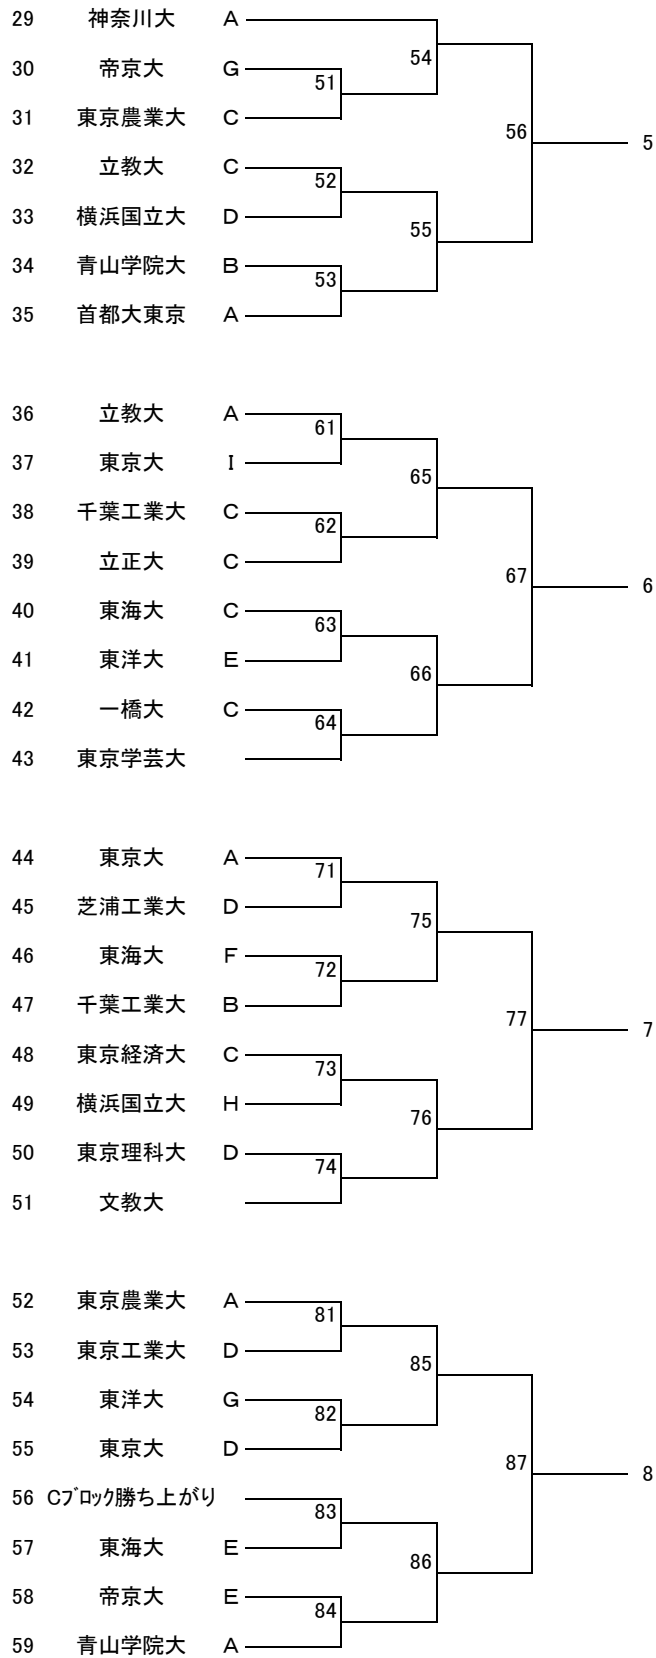 29 神奈川大 A
54
30 帝京大 G
51
31 東京農業大 C
56 5
32 立教大 C
52
33 横浜国立大 D
55
34 青山学院大 B
53
35 首都大東京 A
36 立教大 A
61
37 東京大 I
65
38 千葉工業大 C
62
39 立正大 C
67 6
40 東海大 C
63
41 東洋大 E
66
42 一橋大 C
64
43 東京学芸大
44 東京大 A
71
45 芝浦工業大 D
75
46 東海大 F
72
47 千葉工業大 B
77 7
48 東京経済大 C
73
49 横浜国立大 H
76
50 東京理科大 D
74
51 文教大
52 東京農業大 A
81
53 東京工業大 D
85
54 東洋大 G
82
55 東京大 D
87 8
56 Cブロック勝ち上がり
83
57 東海大 E
86
58 帝京大 E
84
59 青山学院大 A